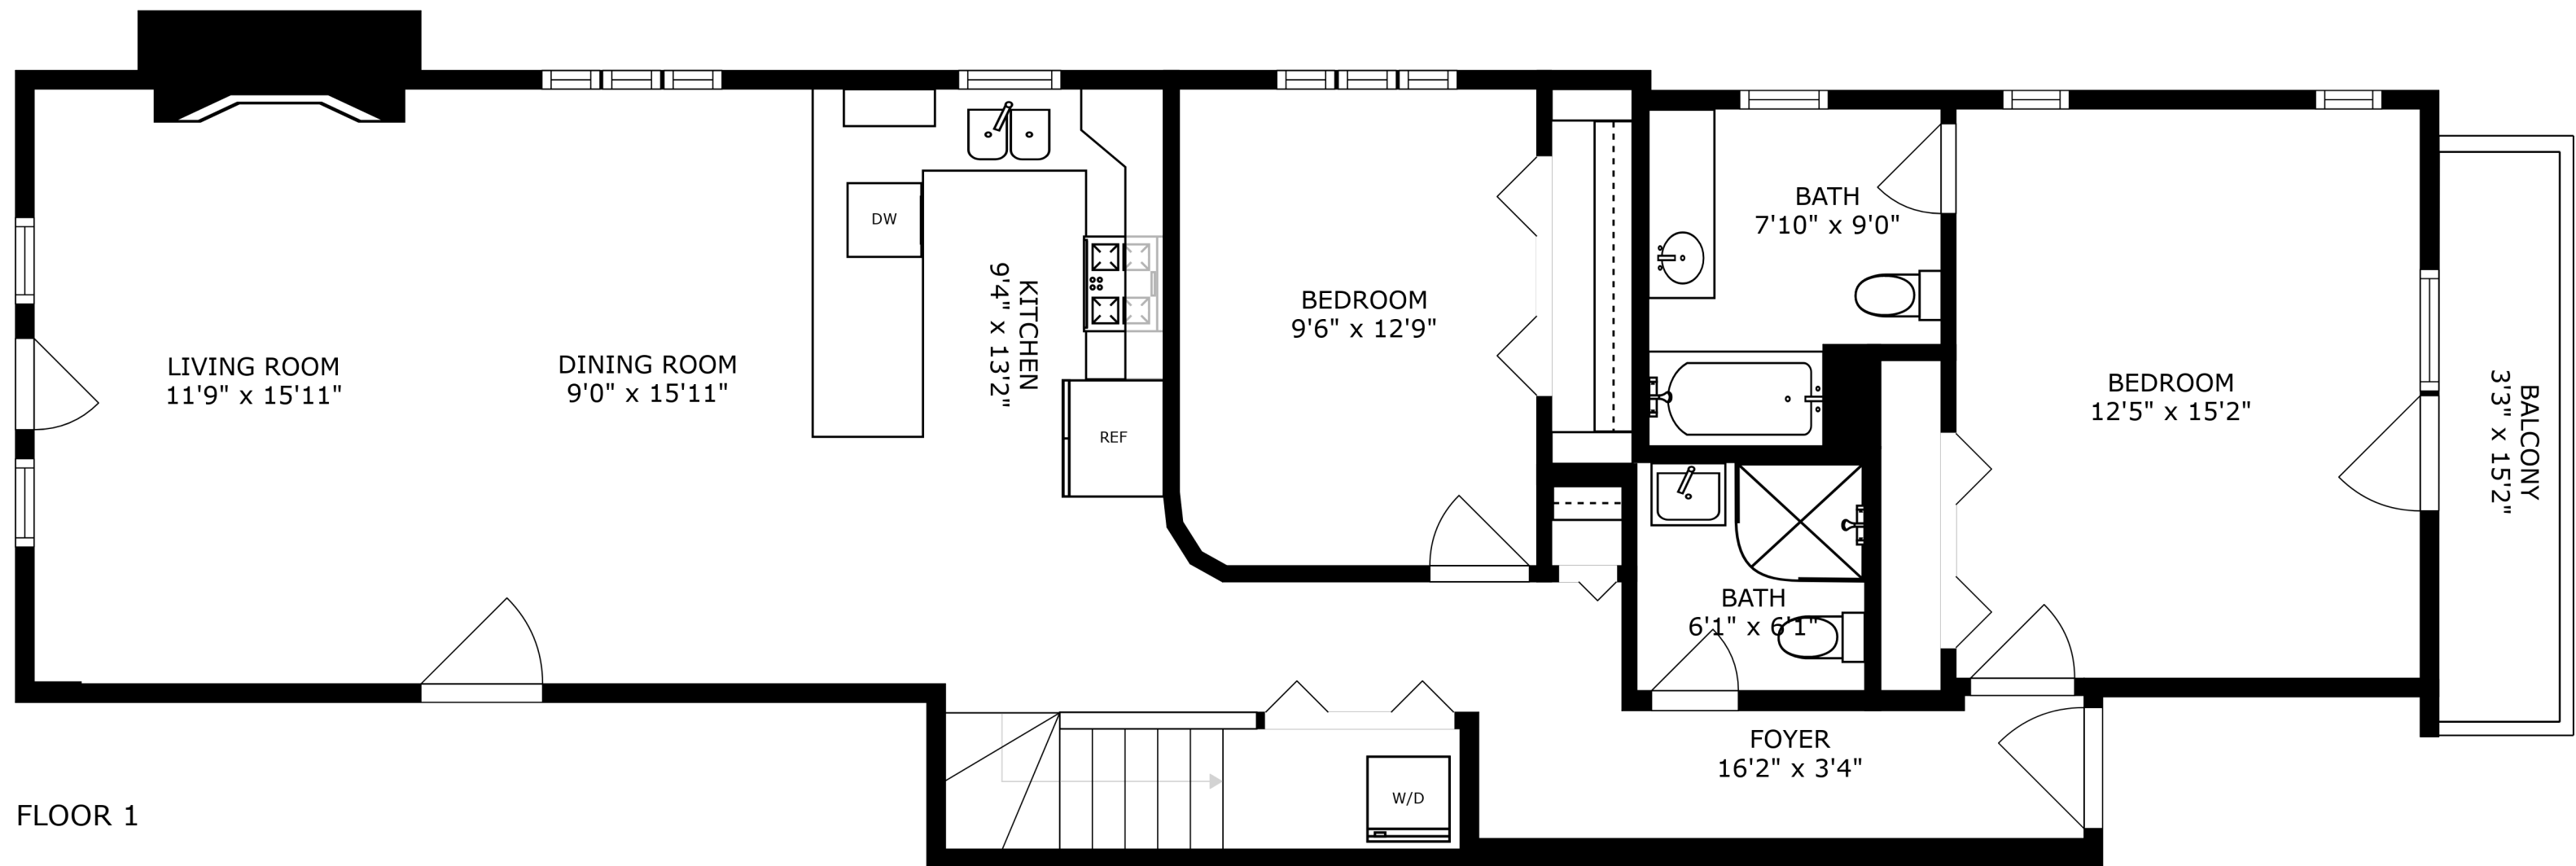 LIVING ROOM
11'9" x 15'11"
DINING ROOM
9'0" x 15'11"
DW
KITCHEN
9'4" x 13'2"
REF
BEDROOM
9'6" x 12'9"
BATH
7'10" x 9'0"
BEDROOM
12'5" x 15'2"
BALCONY
3'3" x 15'2"
BATH
6'1" x 6'1"
FOYER
16'2" x 3'4"
W/D
FLOOR 1